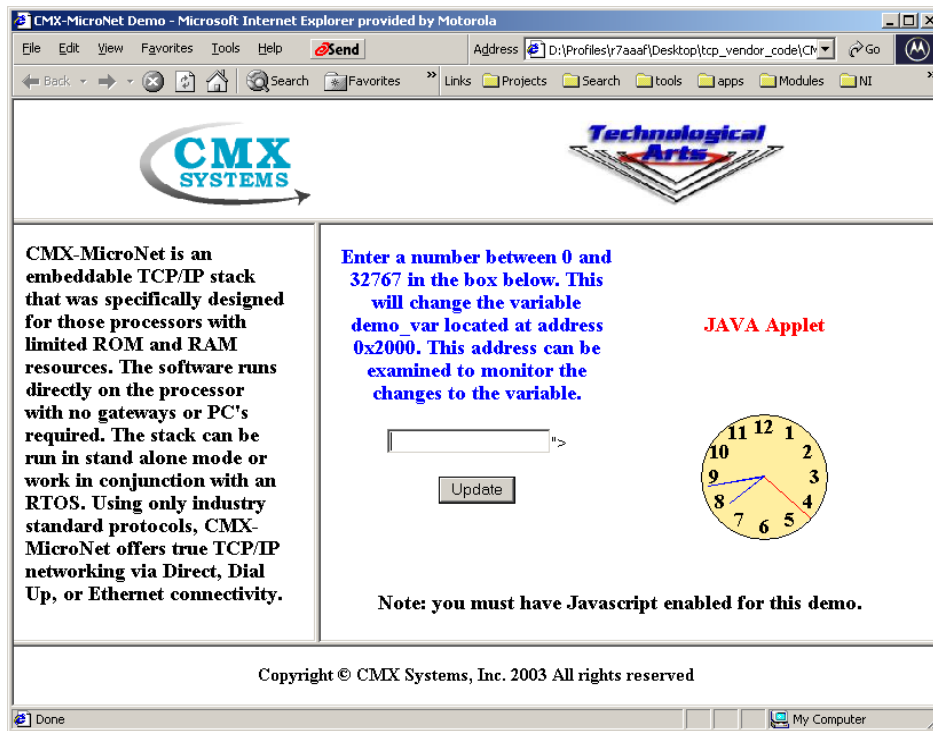 CMX-MicroNet Demo - Microsoft Internet Explorer provided by Motorola
File Edit View Favorites Tools Help @Send Address D:\Profiles\r7aaaf\Desktop\tcp_vendor_code\CM Go
Back Search Favorites » Links Projects Search tools apps Modules NI »
CMX
SYSTEMS
Technological
Arts
CMX-MicroNet is an
embeddable TCP/IP stack
that was specifically designed
for those processors with
limited ROM and RAM
resources. The software runs
directly on the processor
with no gateways or PC's
required. The stack can be
run in stand alone mode or
work in conjunction with an
RTOS. Using only industry
standard protocols, CMX-
MicroNet offers true TCP/IP
networking via Direct, Dial
Up, or Ethernet connectivity.
Enter a number between 0 and
32767 in the box below. This
will change the variable
demo_var located at address
0x2000. This address can be
examined to monitor the
changes to the variable.
">
Update
JAVA Applet
12 1 2 3 4 5 6 7 8 9 10 11
Note: you must have Javascript enabled for this demo.
Copyright © CMX Systems, Inc. 2003 All rights reserved
Done My Computer